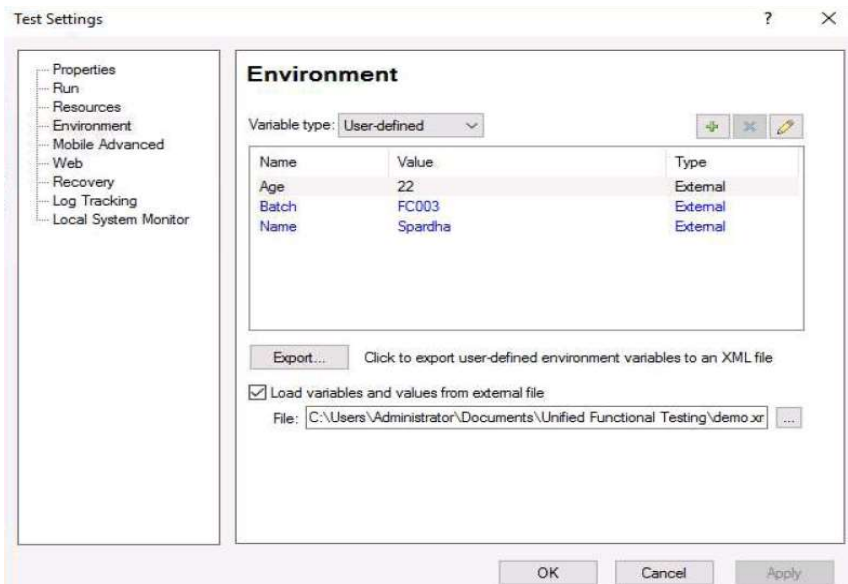 Test Settings
?
Properties
Run
Resources
Environment
Mobile Advanced
Web
Recovery
Log Tracking
Local System Monitor
Environment
Variable type: User-defined
Name Value Type
Age 22 External
Batch FC003 External
Name Spardha External
Export... Click to export user-defined environment variables to an XML file
Load variables and values from external file
File: C:\Users\Administrator\Documents\Unified Functional Testing\demo.xr ...
OK Cancel Apply